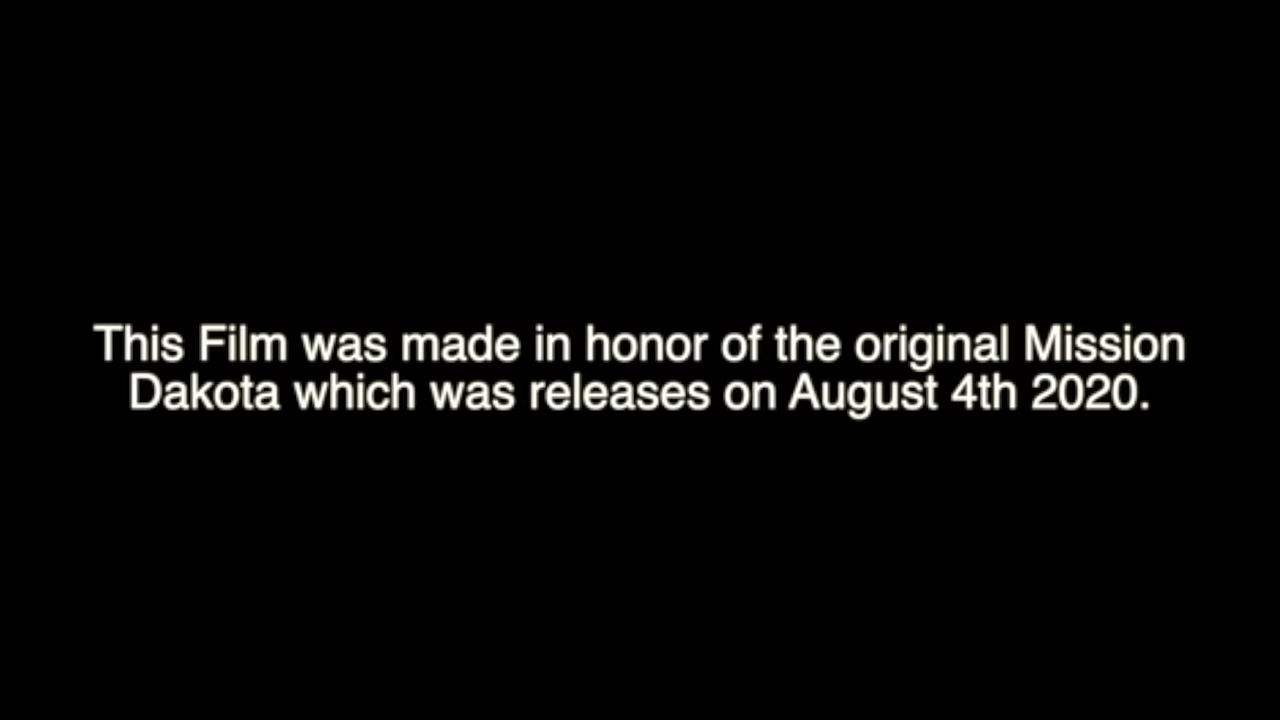 This Film was made in honor of the original Mission
Dakota which was releases on August 4th 2020.